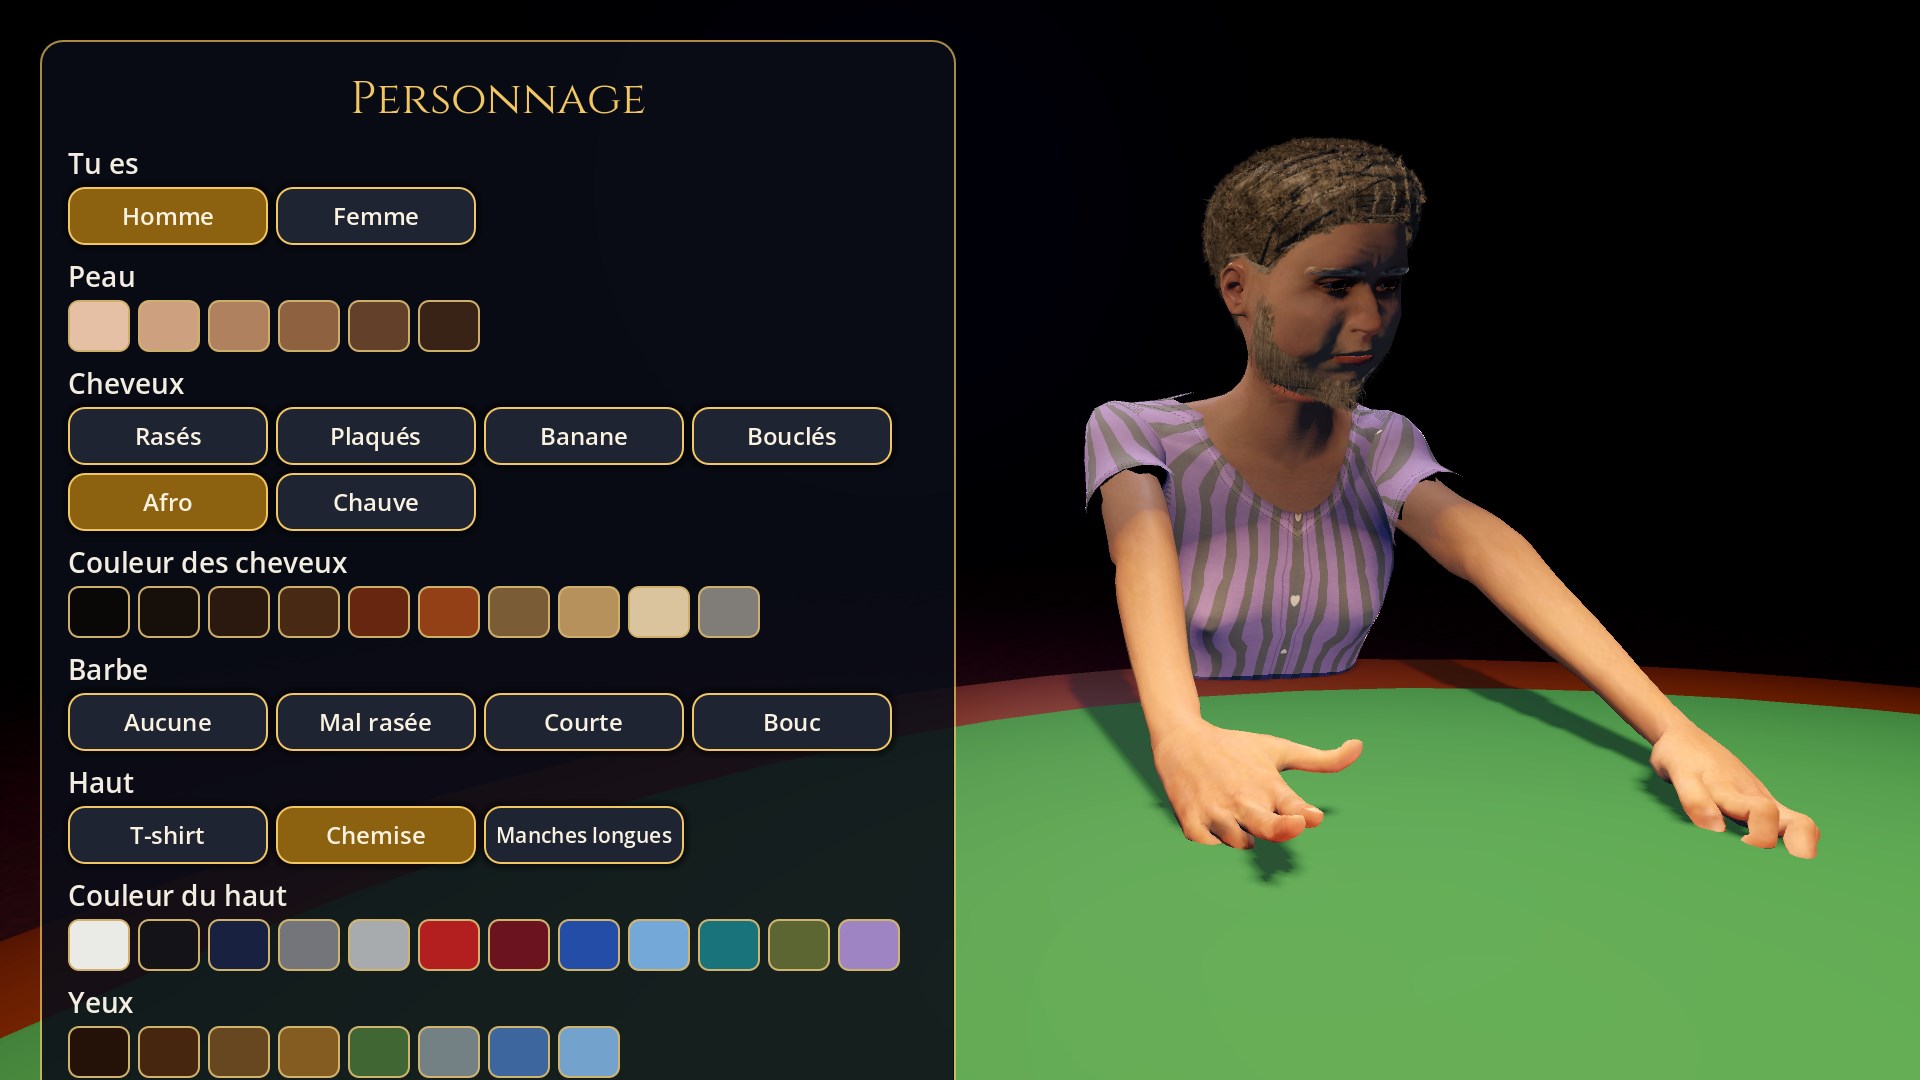 Personnage
Tu es
Homme Femme
Peau
Cheveux
Rasés Plaqués Banane Bouclés
Afro Chauve
Couleur des cheveux
Barbe
Aucune Mal rasée Courte Bouc
Haut
T-shirt Chemise Manches longues
Couleur du haut
Yeux